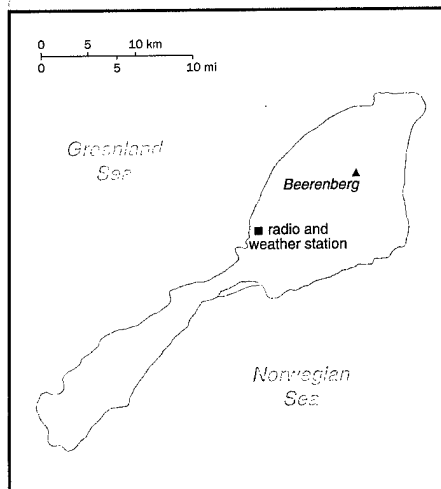 0 5 10 km
0 5 10 mi
Greenland
Sea
Beerenberg
radio and
weather station
Norwegian
Sea